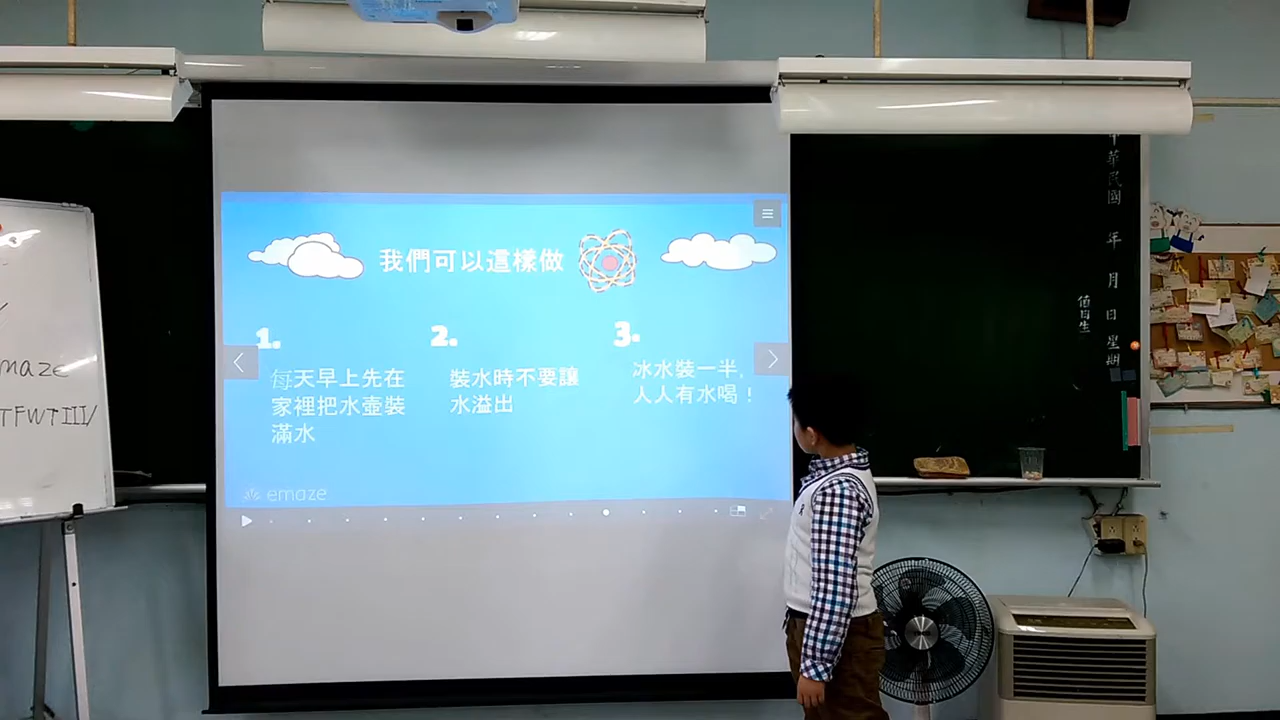 我們可以這樣做
1.
每天早上先在
家裡把水壺裝
滿水
2.
裝水時不要讓
水溢出
3.
冰水裝一半,
人人有水喝！
emaze
maze
TFWTIII/
中華民國 年 月 日 星期
值日生